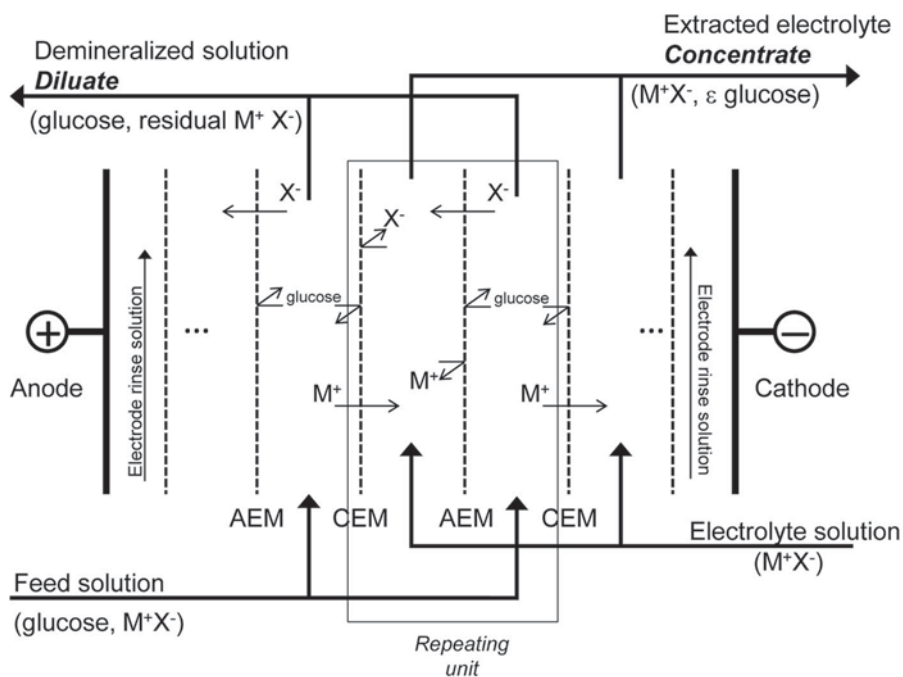 Demineralized solution
Diluate
(glucose, residual M⁺ X⁻)
Extracted electrolyte
Concentrate
(M⁺X⁻, ε glucose)
X⁻
X⁻
X⁻
glucose
glucose
M⁺
M⁺
M⁺
+
Anode
Electrode rinse solution
...
...
Electrode rinse solution
−
Cathode
AEM
CEM
AEM
CEM
Electrolyte solution
(M⁺X⁻)
Feed solution
(glucose, M⁺X⁻)
Repeating
unit